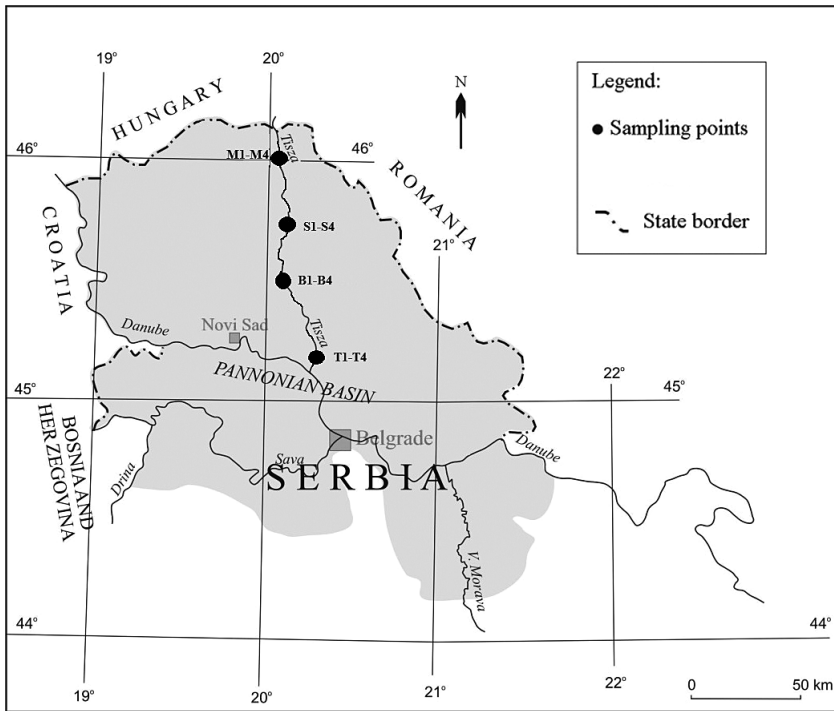 19°
20°
N
Legend:
Sampling points
State border
HUNGARY
Tisza
46°
M1-M4
46°
ROMANIA
CROATIA
S1-S4
21°
B1-B4
Danube
Novi Sad
Tisza
T1-T4
PANNONIAN BASIN
22°
45°
45°
BOSNIA AND
HERZEGOVINA
Belgrade
Danube
Drina
Sava
SERBIA
V. Morava
44°
44°
19°
20°
21°
22°
0
50 km